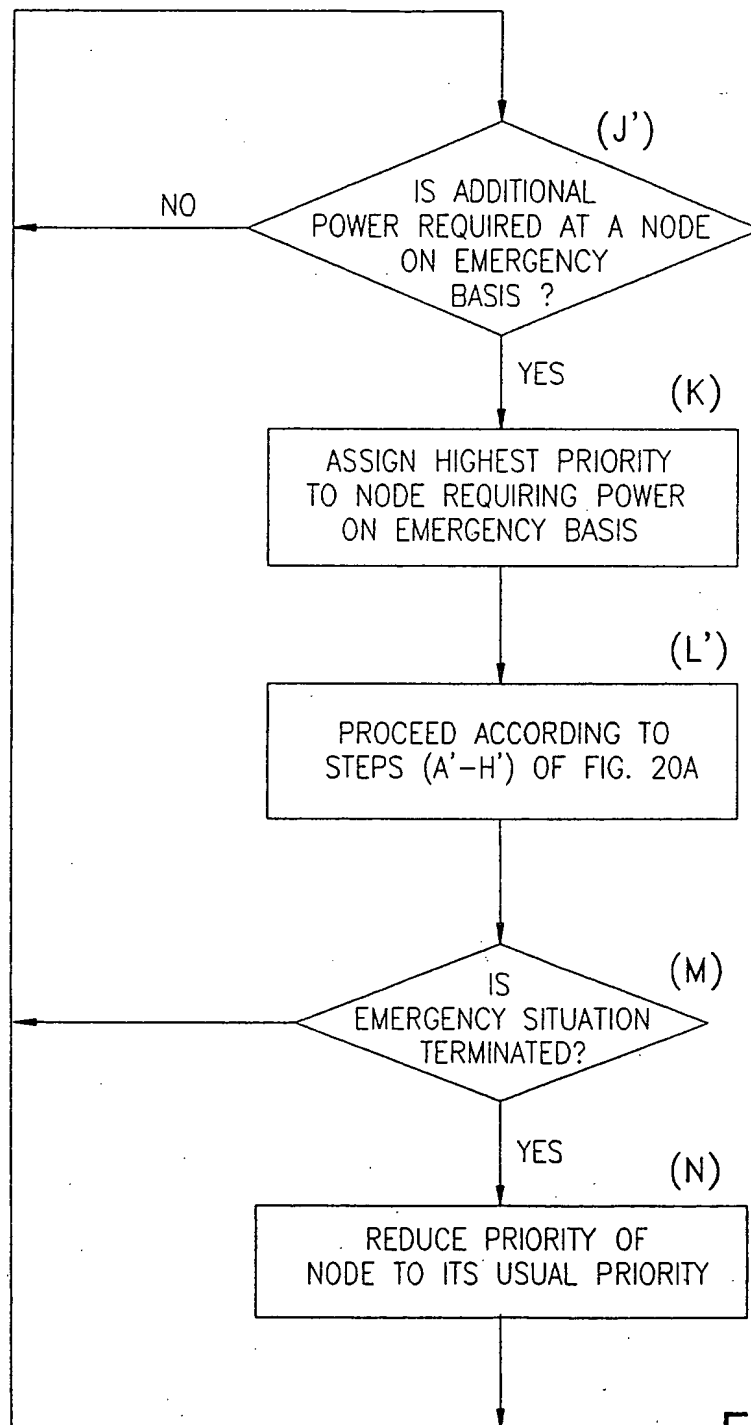 (J')
IS ADDITIONAL
POWER REQUIRED AT A NODE
ON EMERGENCY
BASIS ?
NO
YES
(K)
ASSIGN HIGHEST PRIORITY
TO NODE REQUIRING POWER
ON EMERGENCY BASIS
(L')
PROCEED ACCORDING TO
STEPS (A'-H') OF FIG. 20A
(M)
IS
EMERGENCY SITUATION
TERMINATED?
YES
(N)
REDUCE PRIORITY OF
NODE TO ITS USUAL PRIORITY